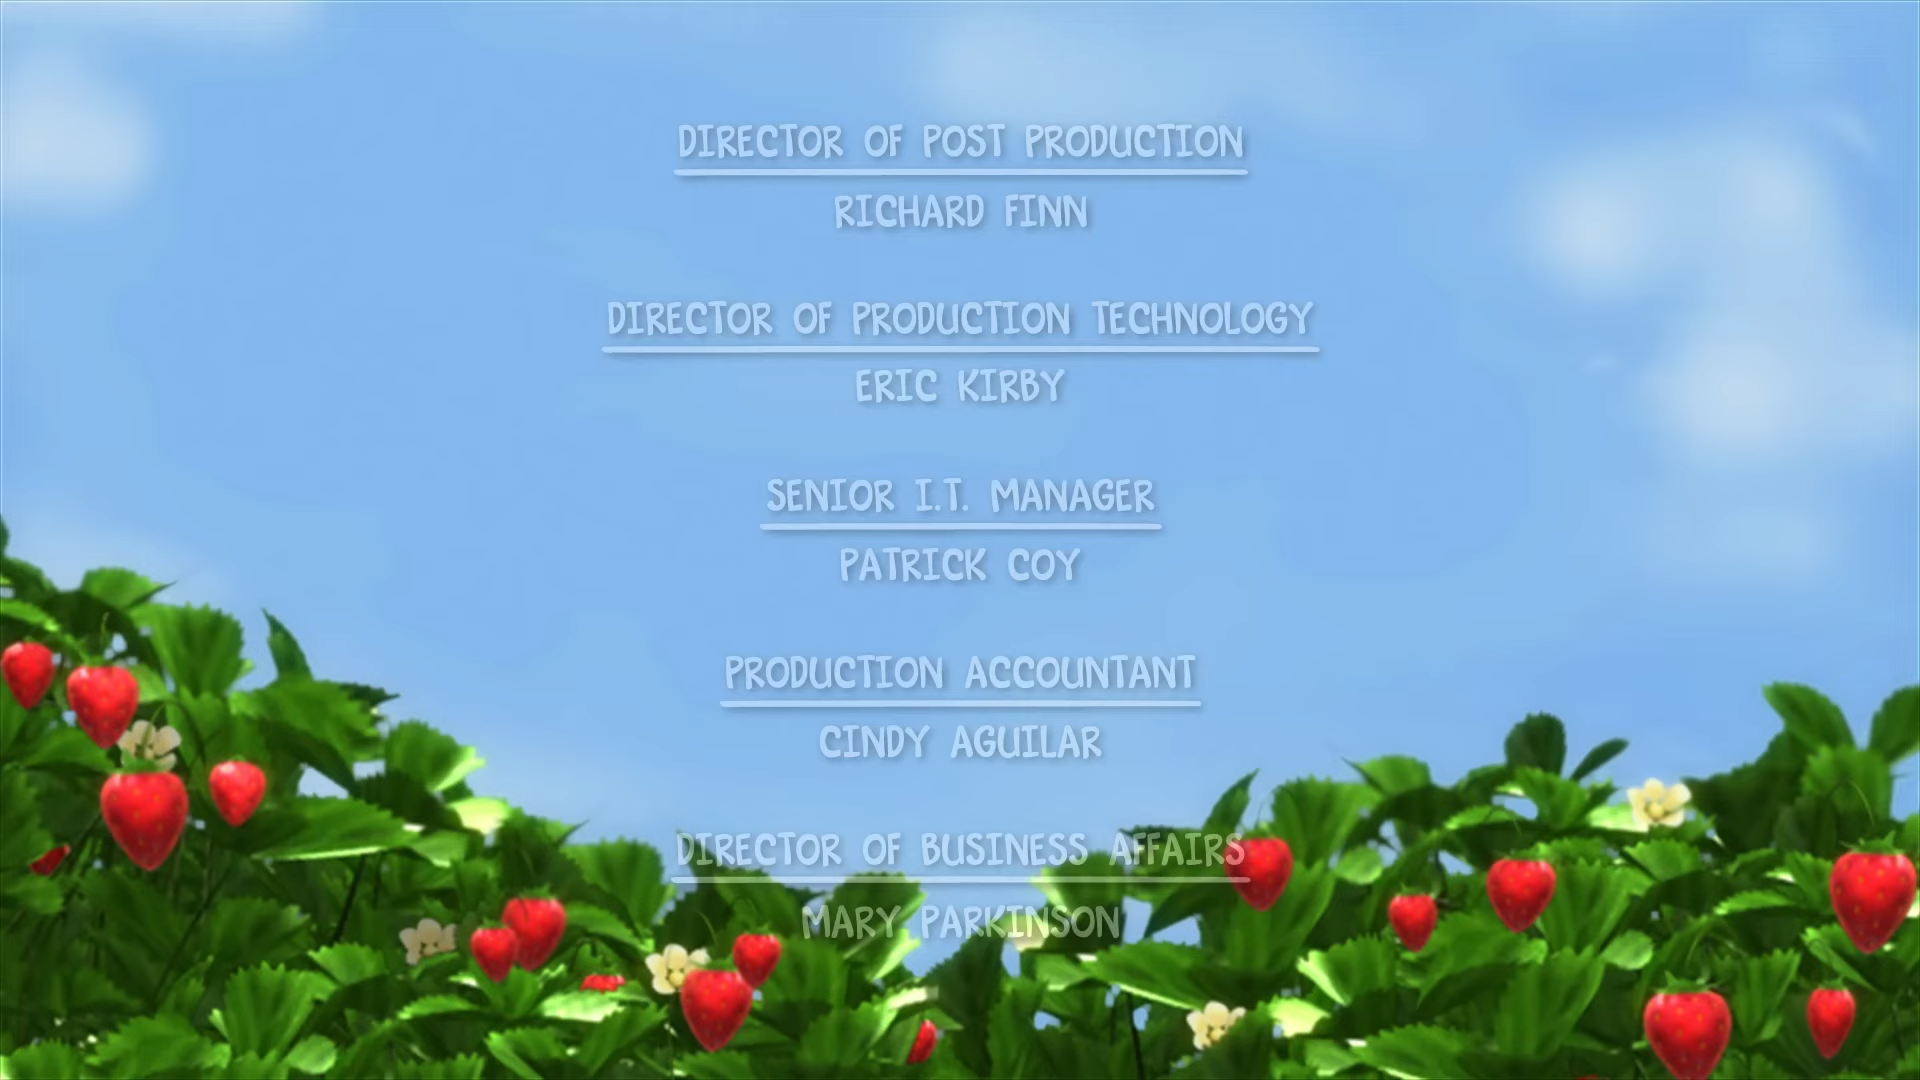 DIRECTOR OF POST PRODUCTION
RICHARD FINN
DIRECTOR OF PRODUCTION TECHNOLOGY
ERIC KIRBY
SENIOR I.T. MANAGER
PATRICK COY
PRODUCTION ACCOUNTANT
CINDY AGUILAR
DIRECTOR OF BUSINESS AFFAIRS
MARY PARKINSON